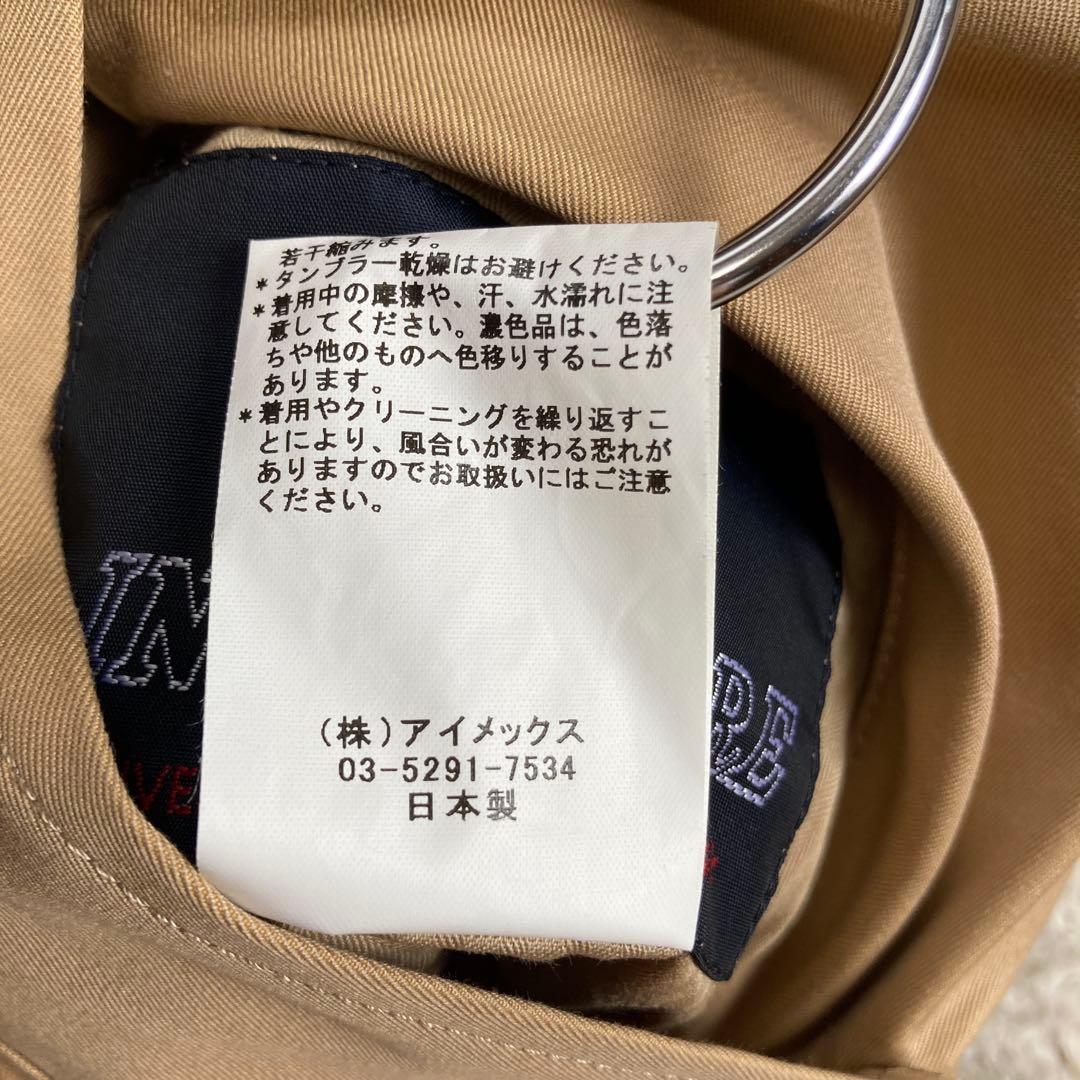 若干縮みます。
*タンブラー乾燥はお避けください。
*着用中の摩擦や、汗、水濡れに注
意してください。濃色品は、色落
ちや他のものへ色移りすることが
あります。
*着用やクリーニングを繰り返すこ
とにより、風合いが変わる恐れが
ありますのでお取扱いにはご注意
ください。
(株)アイメックス
03-5291-7534
日本製